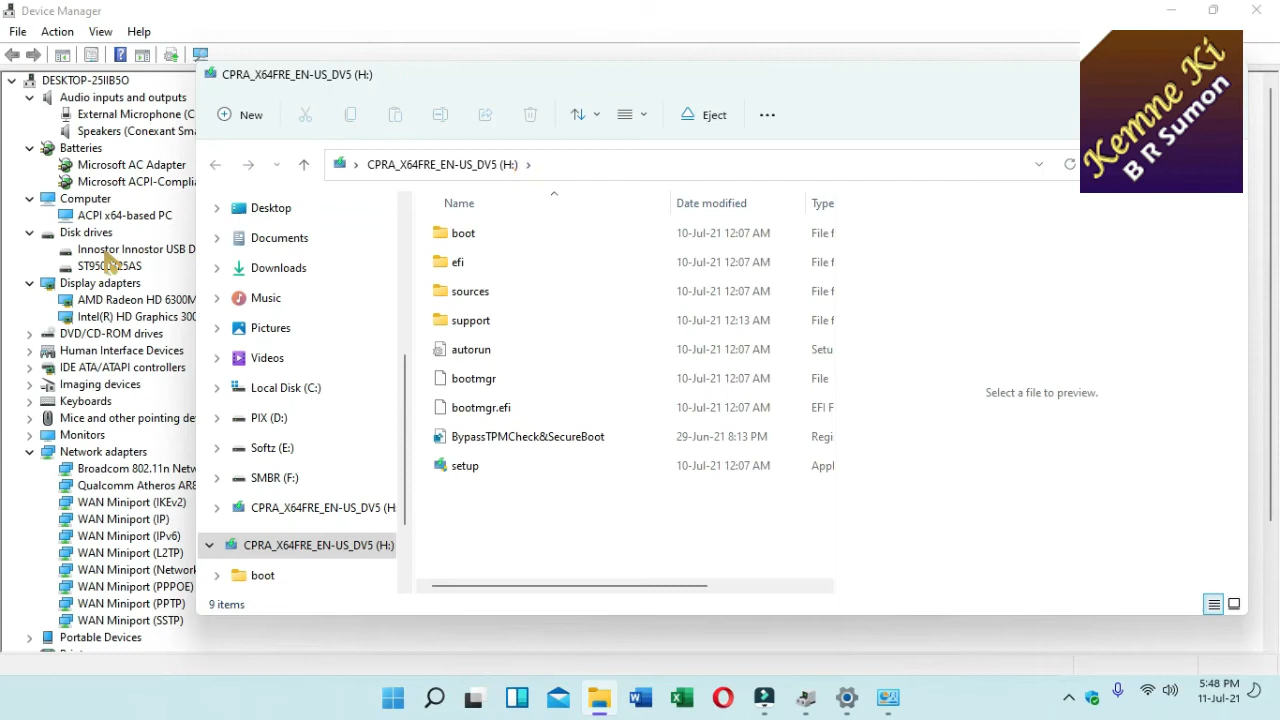 Device Manager
File Action View Help
DESKTOP-25IIB5O
Audio inputs and outputs
External Microphone (C
Speakers (Conexant Sma
Batteries
Microsoft AC Adapter
Microsoft ACPI-Complia
Computer
ACPI x64-based PC
Disk drives
Innostor Innostor USB D
Display adapters
AMD Radeon HD 6300M
Intel(R) HD Graphics 300
DVD/CD-ROM drives
Human Interface Devices
IDE ATA/ATAPI controllers
Imaging devices
Keyboards
Mice and other pointing de
Monitors
Network adapters
Broadcom 802.11n Netw
Qualcomm Atheros AR8
WAN Miniport (IKEv2)
WAN Miniport (IP)
WAN Miniport (IPv6)
WAN Miniport (L2TP)
WAN Miniport (Network
WAN Miniport (PPPOE)
WAN Miniport (PPTP)
WAN Miniport (SSTP)
Portable Devices
CPRA_X64FRE_EN-US_DV5 (H:)
New Eject
CPRA_X64FRE_EN-US_DV5 (H:)
Desktop
Documents
Downloads
Music
Pictures
Videos
Local Disk (C:)
PIX (D:)
Softz (E:)
SMBR (F:)
CPRA_X64FRE_EN-US_DV5 (H
CPRA_X64FRE_EN-US_DV5 (H:)
boot
Name Date modified Type
boot 10-Jul-21 12:07 AM File f
efi 10-Jul-21 12:07 AM File f
sources 10-Jul-21 12:07 AM File f
support 10-Jul-21 12:13 AM File f
autorun 10-Jul-21 12:07 AM Setu
bootmgr 10-Jul-21 12:07 AM File
bootmgr.efi 10-Jul-21 12:07 AM EFI F
BypassTPMCheck&SecureBoot 29-Jun-21 8:13 PM Regi
setup 10-Jul-21 12:07 AM Appl
Select a file to preview.
9 items
Kemne Ki
B R Sumon
5:48 PM
11-Jul-21